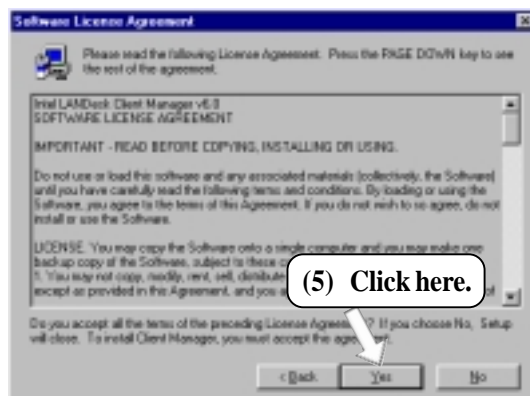 Software License Agreement
Please read the following License Agreement. Press the PAGE DOWN key to see
the rest of the agreement.
Intel LANDesk Client Manager v6.0
SOFTWARE LICENSE AGREEMENT
IMPORTANT - READ BEFORE COPYING, INSTALLING OR USING.
Do not use or load this software and any associated materials (collectively, the Software)
until you have carefully read the following terms and conditions. By loading or using the
Software, you agree to the terms of this Agreement. If you do not wish to so agree, do not
install or use the Software.
LICENSE. You may copy the Software onto a single computer and you may make one
backup copy of the Software, subject to these
1. You may not copy, modify, rent, sell, distribute
except as provided in this Agreement, and you
(5) Click here.
Do you accept all the terms of the preceding License Agreement? If you choose No, Setup
will close. To install Client Manager, you must accept this agreement.
< Back
Yes
No